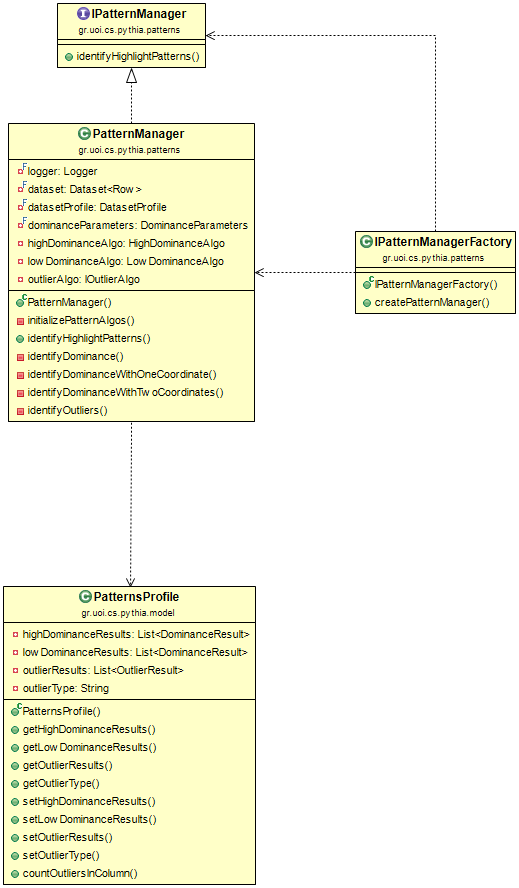 IPatternManager
gr.uoi.cs.pythia.patterns
identifyHighlightPatterns()
PatternManager
gr.uoi.cs.pythia.patterns
logger: Logger
dataset: Dataset<Row>
datasetProfile: DatasetProfile
dominanceParameters: DominanceParameters
highDominanceAlgo: HighDominanceAlgo
lowDominanceAlgo: LowDominanceAlgo
outlierAlgo: IOutlierAlgo
PatternManager()
initializePatternAlgos()
identifyHighlightPatterns()
identifyDominance()
identifyDominanceWithOneCoordinate()
identifyDominanceWithTwoCoordinates()
identifyOutliers()
IPatternManagerFactory
gr.uoi.cs.pythia.patterns
IPatternManagerFactory()
createPatternManager()
PatternsProfile
gr.uoi.cs.pythia.model
highDominanceResults: List<DominanceResult>
lowDominanceResults: List<DominanceResult>
outlierResults: List<OutlierResult>
outlierType: String
PatternsProfile()
getHighDominanceResults()
getLowDominanceResults()
getOutlierResults()
getOutlierType()
setHighDominanceResults()
setLowDominanceResults()
setOutlierResults()
setOutlierType()
countOutliersInColumn()